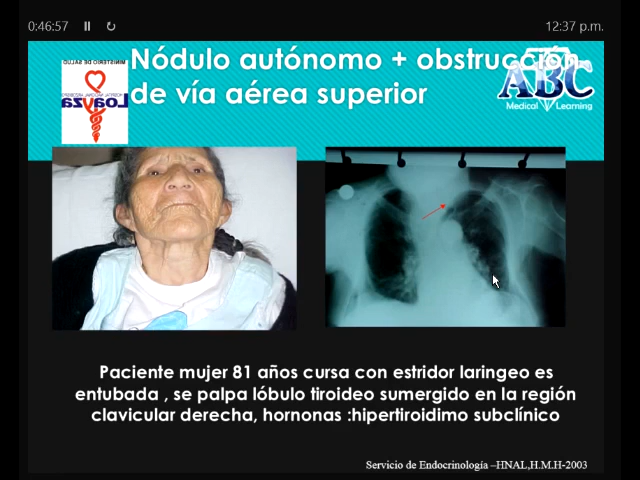 0:46:57
12:37 p.m.
Nódulo autónomo + obstrucción
de vía aérea superior
MINISTERIO DE SALUD
Loayza
ABC
Medical Learning
Paciente mujer 81 años cursa con estridor laringeo es
entubada , se palpa lóbulo tiroideo sumergido en la región
clavicular derecha, hornonas :hipertiroidimo subclínico
Servicio de Endocrinología –HNAL,H.M.H-2003